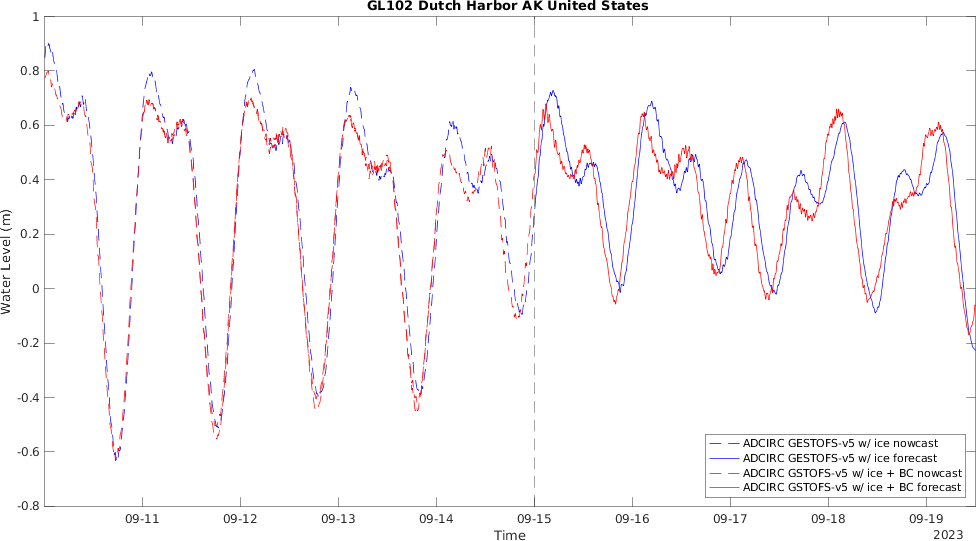 GL102 Dutch Harbor AK United States
1
0.8
0.6
0.4
0.2
0
-0.2
-0.4
-0.6
-0.8
Water Level (m)
09-11 09-12 09-13 09-14 09-15 09-16 09-17 09-18 09-19
Time
2023
ADCIRC GESTOFS-v5 w/ ice nowcast
ADCIRC GESTOFS-v5 w/ ice forecast
ADCIRC GSTOFS-v5 w/ ice + BC nowcast
ADCIRC GSTOFS-v5 w/ ice + BC forecast